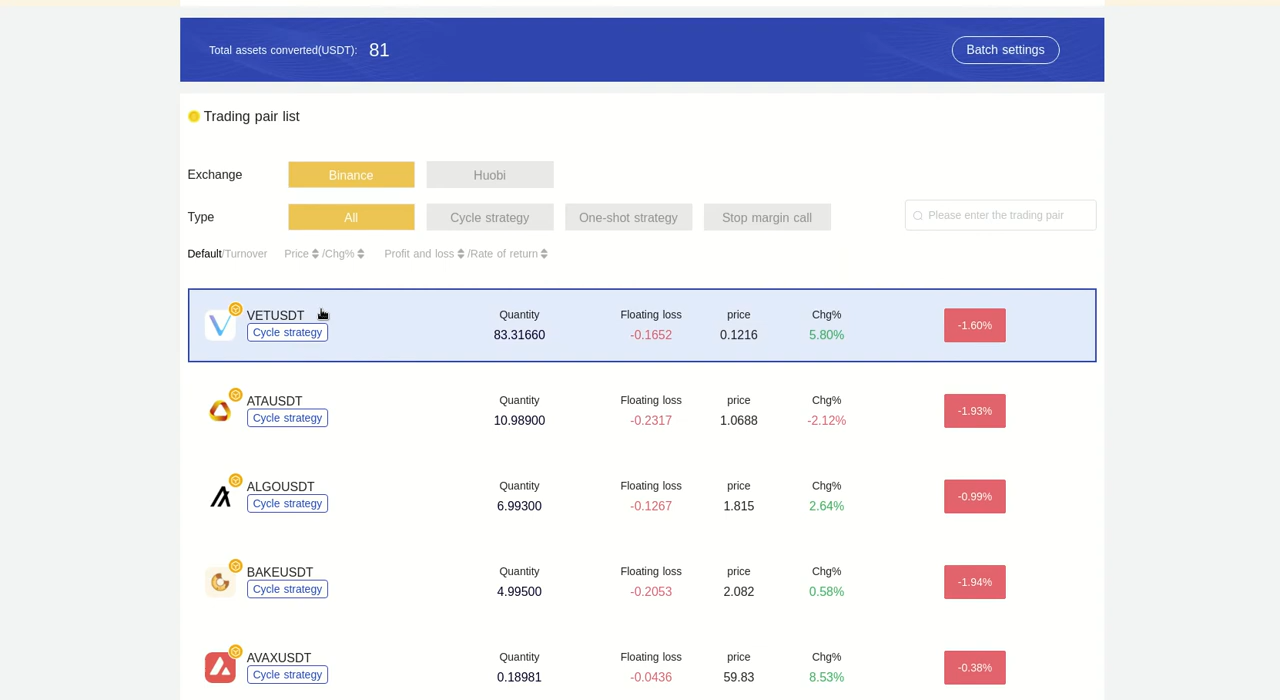 Total assets converted(USDT): 81 Batch settings
Trading pair list
Exchange Binance Huobi
Type All Cycle strategy One-shot strategy Stop margin call Please enter the trading pair
Default/Turnover Price /Chg% Profit and loss /Rate of return
VETUSDT Quantity Floating loss price Chg%
Cycle strategy 83.31660 -0.1652 0.1216 5.80% -1.60%
ATAUSDT Quantity Floating loss price Chg%
Cycle strategy 10.98900 -0.2317 1.0688 -2.12% -1.93%
ALGOUSDT Quantity Floating loss price Chg%
Cycle strategy 6.99300 -0.1267 1.815 2.64% -0.99%
BAKEUSDT Quantity Floating loss price Chg%
Cycle strategy 4.99500 -0.2053 2.082 0.58% -1.94%
AVAXUSDT Quantity Floating loss price Chg%
Cycle strategy 0.18981 -0.0436 59.83 8.53% -0.38%